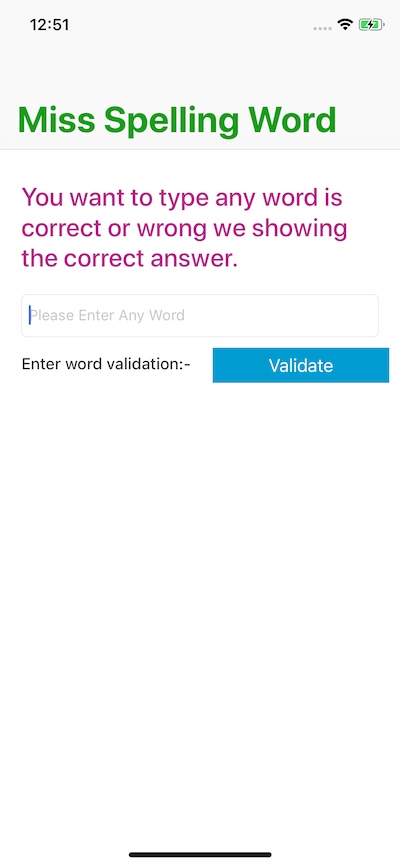 12:51
Miss Spelling Word
You want to type any word is
correct or wrong we showing
the correct answer.
Please Enter Any Word
Enter word validation:-
Validate